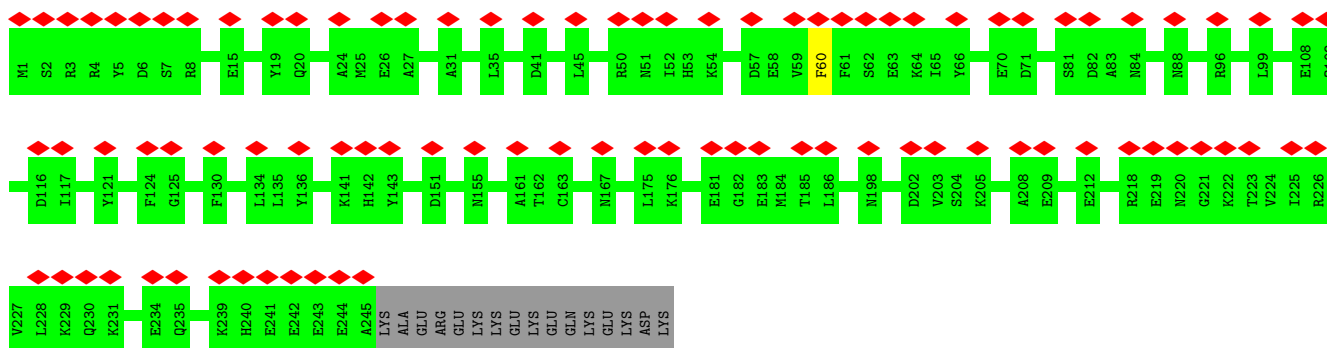 M1 S2 R3 R4 Y5 D6 S7 R8 E15 Y19 Q20 A24 M25 E26 A27 A31 L35 D41 L45 R50 N51 I52 H53 K54 D57 E58 V59 F60 F61 S62 E63 K64 I65 Y66 E70 D71 S81 D82 A83 N84 N88 R96 L99 E108
D116 I117 Y121 F124 G125 F130 L134 L135 Y136 K141 H142 Y143 D151 N155 A161 T162 C163 N167 L175 K176 E181 G182 E183 M184 T185 L186 N198 D202 V203 S204 K205 A208 E209 E212 R218 E219 N220 G221 K222 T223 V224 I225 R226
V227 L228 K229 Q230 K231 E234 Q235 K239 H240 E241 E242 E243 E244 A245 LYS ALA GLU ARG GLU LYS LYS GLU LYS GLU GLN LYS GLU LYS ASP LYS